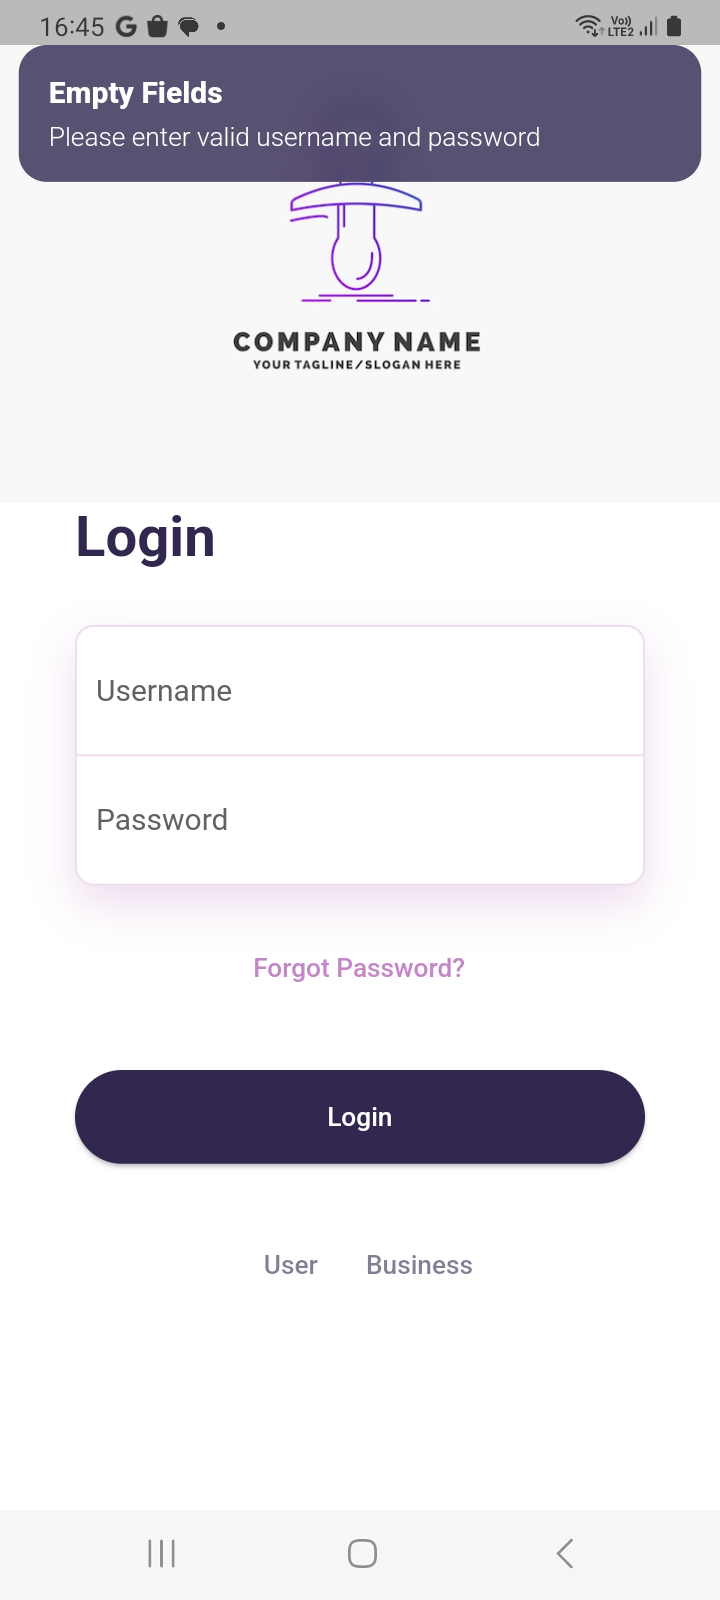 16:45
Vo))
LTE2
Empty Fields
Please enter valid username and password
COMPANY NAME
YOUR TAGLINE/SLOGAN HERE
Login
Username
Password
Forgot Password?
Login
User Business